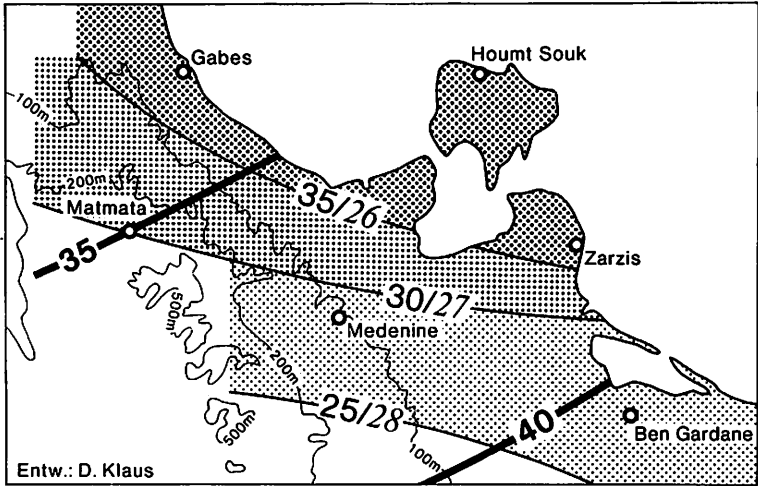 Gabes
Houmt Souk
100m
200m
Matmata
35/26
35
Zarzis
30/27
500m
Medenine
200m
25/28
500m
40
Ben Gardane
100m
Entw.: D. Klaus